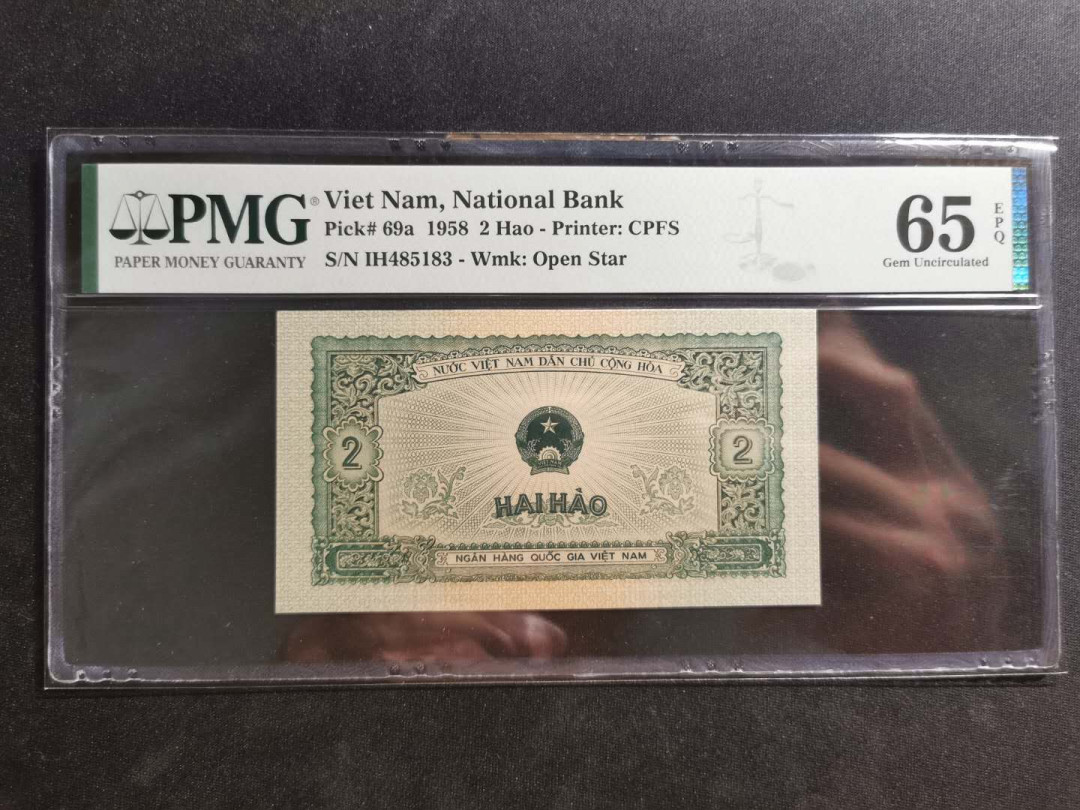 PMG®
PAPER MONEY GUARANTY
Viet Nam, National Bank
Pick# 69a 1958 2 Hao - Printer: CPFS
S/N IH485183 - Wmk: Open Star
65
EPQ
Gem Uncirculated
NƯỚC VIỆT NAM DÂN CHỦ CỘNG HÒA
2
2
HAI HÀO
NGÂN HÀNG QUỐC GIA VIỆT NAM